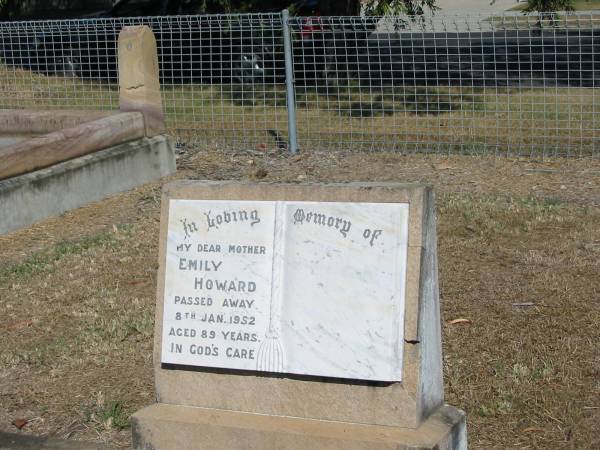 In Loving Memory of
MY DEAR MOTHER
EMILY
HOWARD
PASSED AWAY
8TH JAN. 1952
AGED 89 YEARS.
IN GOD'S CARE